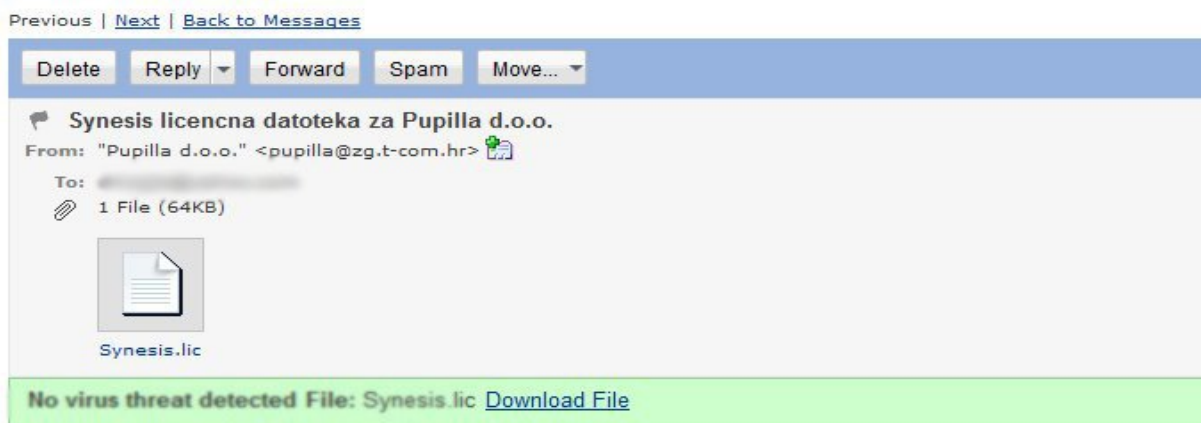 Previous | Next | Back to Messages
Delete Reply Forward Spam Move...
Synesis licencna datoteka za Pupilla d.o.o.
From: "Pupilla d.o.o." <pupilla@zg.t-com.hr>
To:
1 File (64KB)
Synesis.lic
No virus threat detected File: Synesis.lic Download File